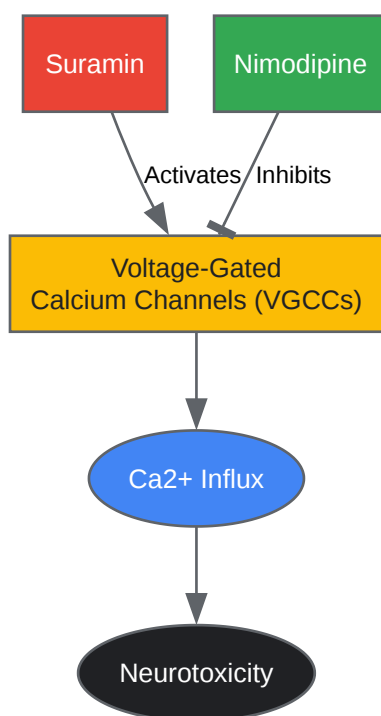 Suramin
Nimodipine
Activates
Inhibits
Voltage-Gated
Calcium Channels (VGCCs)
Ca2+ Influx
Neurotoxicity